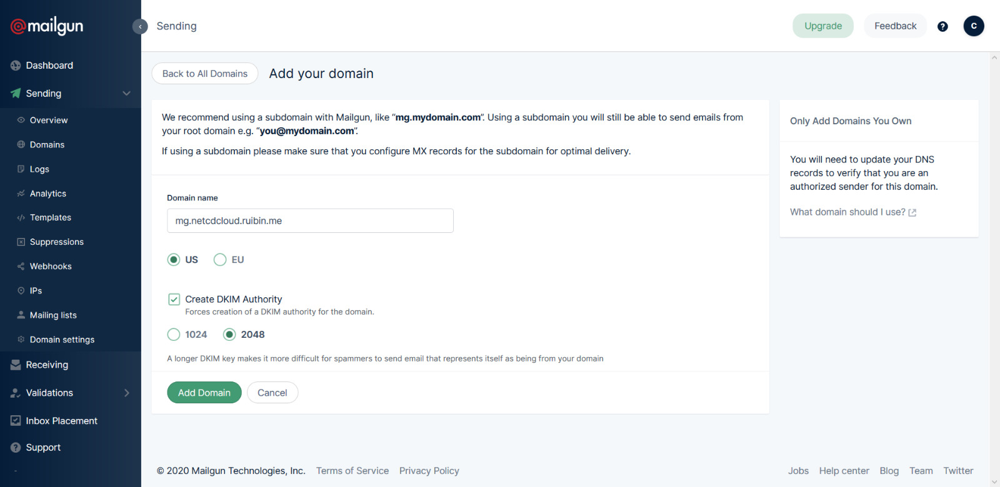 @mailgun
Sending
Upgrade
Feedback
?
C
Dashboard
Sending
Overview
Domains
Logs
Analytics
Templates
Suppressions
Webhooks
IPs
Mailing lists
Domain settings
Receiving
Validations
Inbox Placement
Support
Back to All Domains
Add your domain
We recommend using a subdomain with Mailgun, like “mg.mydomain.com”. Using a subdomain you will still be able to send emails from
your root domain e.g. “you@mydomain.com”.
If using a subdomain please make sure that you configure MX records for the subdomain for optimal delivery.
Domain name
mg.netcdcloud.ruibin.me
US EU
Create DKIM Authority
Forces creation of a DKIM authority for the domain.
1024 2048
A longer DKIM key makes it more difficult for spammers to send email that represents itself as being from your domain
Add Domain Cancel
Only Add Domains You Own
You will need to update your DNS
records to verify that you are an
authorized sender for this domain.
What domain should I use?
© 2020 Mailgun Technologies, Inc. Terms of Service Privacy Policy
Jobs Help center Blog Team Twitter